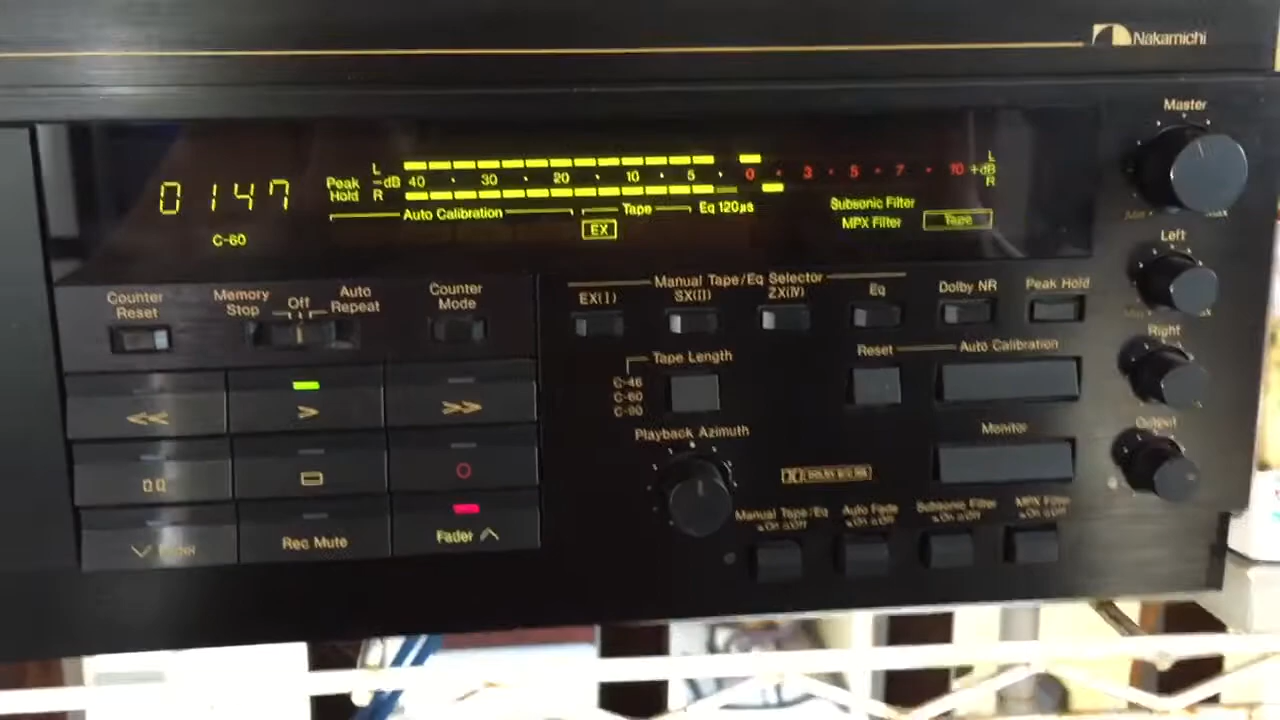 Nakamichi
Master
0147
Peak Hold
L
R
-dB 40 · 30 · 20 · 10 · 5 · 0 · 3 · 5 · 7 · 10 +dB
L
R
Auto Calibration
Tape
Eq 120μs
EX
C-60
Subsonic Filter
MPX Filter
Tape
Max
Left
Counter Reset
Memory Stop
Off
Auto Repeat
Counter Mode
Manual Tape/Eq Selector
EX(I)
SX(II)
ZX(IV)
Eq
Dolby NR
Peak Hold
Right
Tape Length
C-46
C-60
C-90
Reset
Auto Calibration
Playback Azimuth
Monitor
Output
Manual Tape/Eq
Auto Fade
Subsonic Filter
MPX Filter
Fader
Rec Mute
Fader